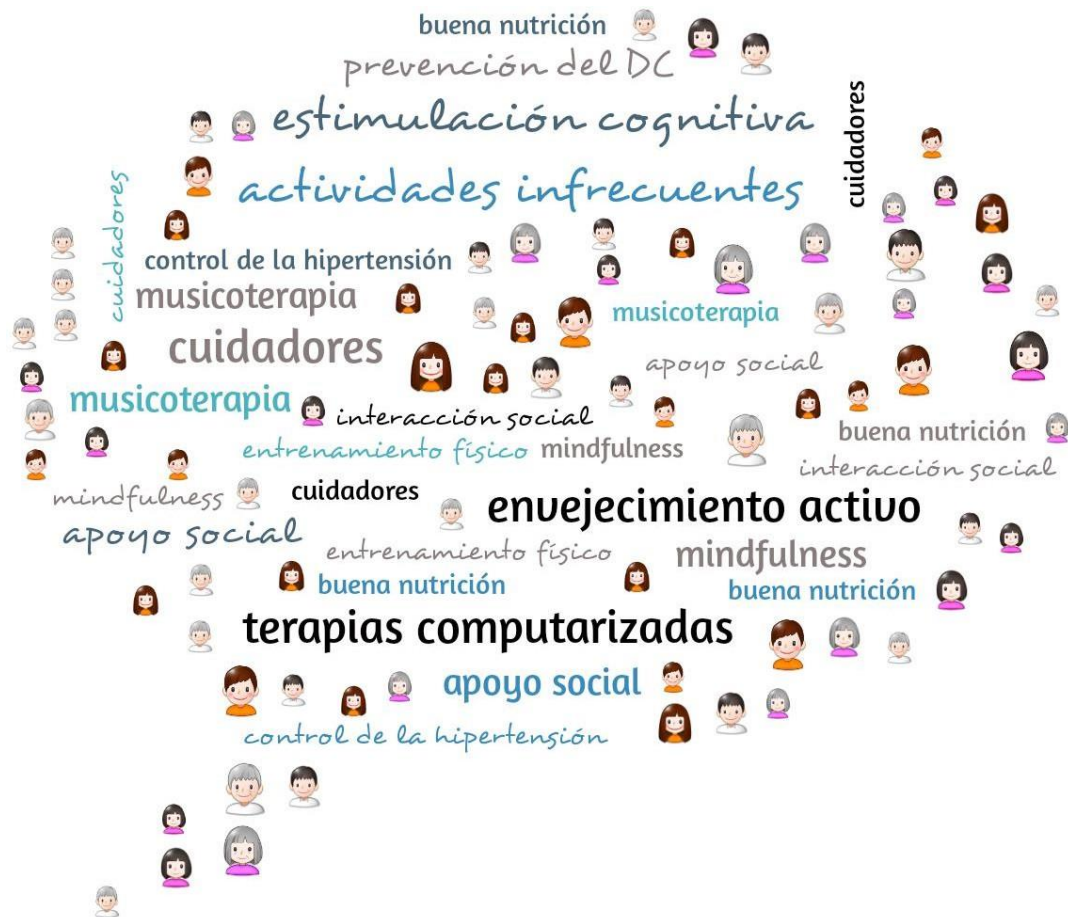 buena nutrición
prevención del DC
estimulación cognitiva
cuidadores
actividades infrecuentes
cuidadores
control de la hipertensión
musicoterapia
musicoterapia
cuidadores
apoyo social
musicoterapia
interacción social
buena nutrición
entrenamiento físico
mindfulness
interacción social
mindfulness
cuidadores
envejecimiento activo
apoyo social
entrenamiento físico
mindfulness
buena nutrición
buena nutrición
terapias computarizadas
apoyo social
control de la hipertensión